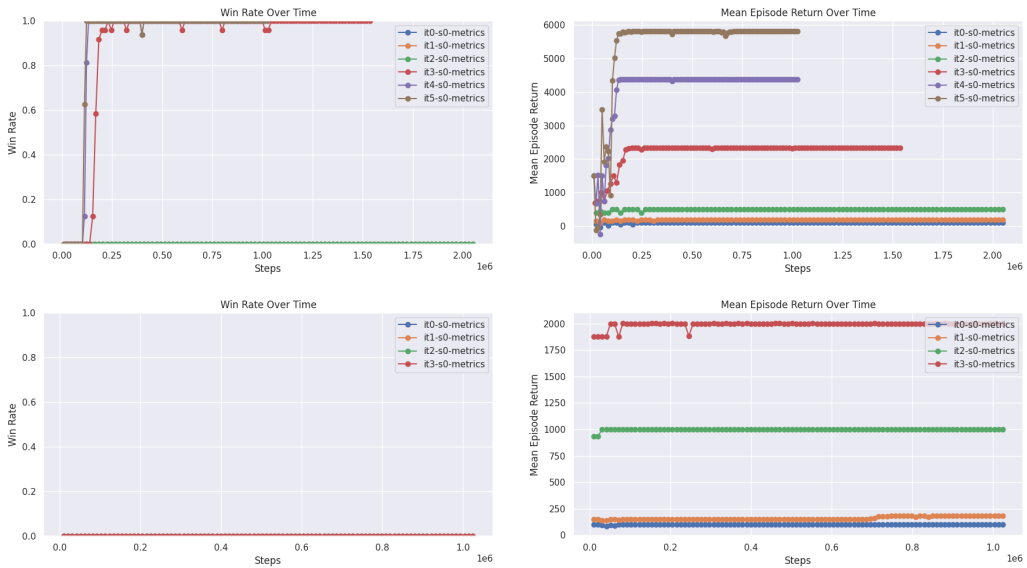 Win Rate Over Time
1.0
0.8
0.6
0.4
0.2
0.0
Win Rate
it0-s0-metrics
it1-s0-metrics
it2-s0-metrics
it3-s0-metrics
it4-s0-metrics
it5-s0-metrics
0.00 0.25 0.50 0.75 1.00 1.25 1.50 1.75 2.00
Steps
1e6
Mean Episode Return Over Time
6000
5000
4000
3000
2000
1000
0
Mean Episode Return
it0-s0-metrics
it1-s0-metrics
it2-s0-metrics
it3-s0-metrics
it4-s0-metrics
it5-s0-metrics
0.00 0.25 0.50 0.75 1.00 1.25 1.50 1.75 2.00
Steps
1e6
Win Rate Over Time
1.0
0.8
0.6
0.4
0.2
0.0
Win Rate
it0-s0-metrics
it1-s0-metrics
it2-s0-metrics
it3-s0-metrics
0.0 0.2 0.4 0.6 0.8 1.0
Steps
1e6
Mean Episode Return Over Time
2000
1750
1500
1250
1000
750
500
250
0
Mean Episode Return
it0-s0-metrics
it1-s0-metrics
it2-s0-metrics
it3-s0-metrics
0.0 0.2 0.4 0.6 0.8 1.0
Steps
1e6